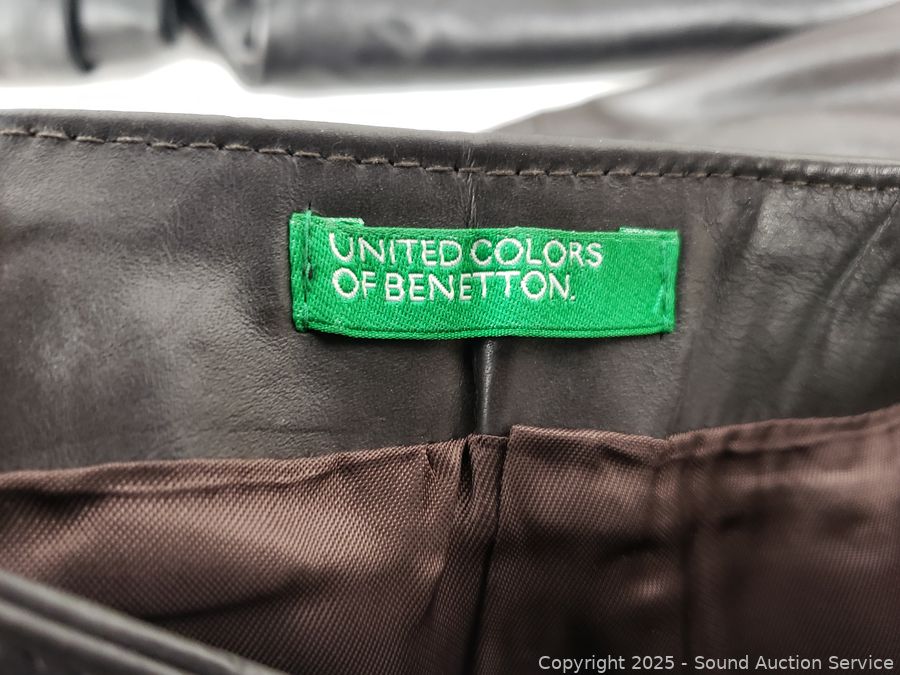 UNITED COLORS
OF BENETTON.
Copyright 2025 - Sound Auction Service